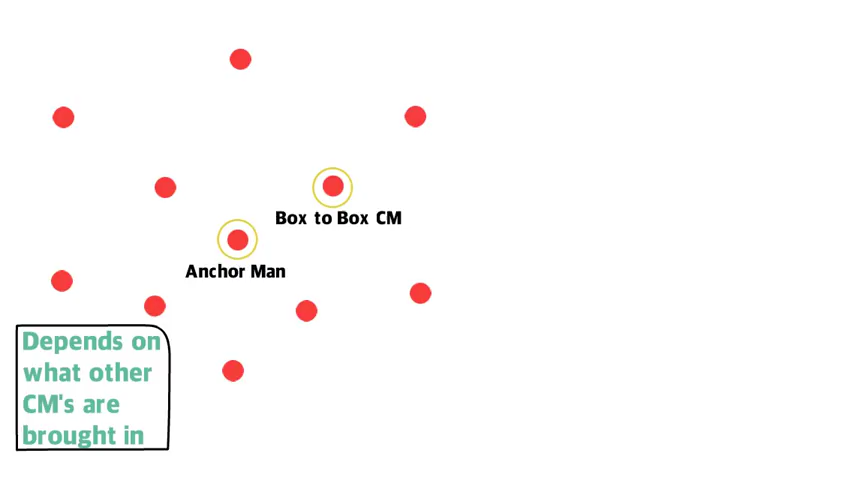 Box to Box CM
Anchor Man
Depends on
what other
CM's are
brought in